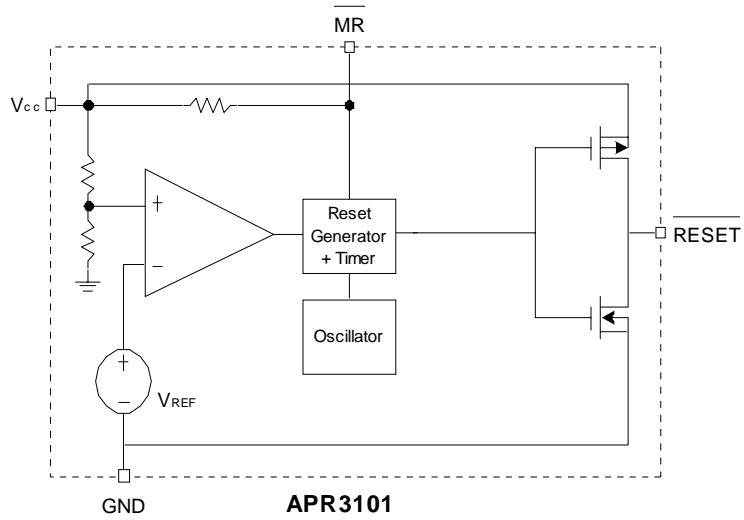 MR
Vcc
+
Reset
Generator
+ Timer
RESET
−
Oscillator
+
−
VREF
GND
APR3101